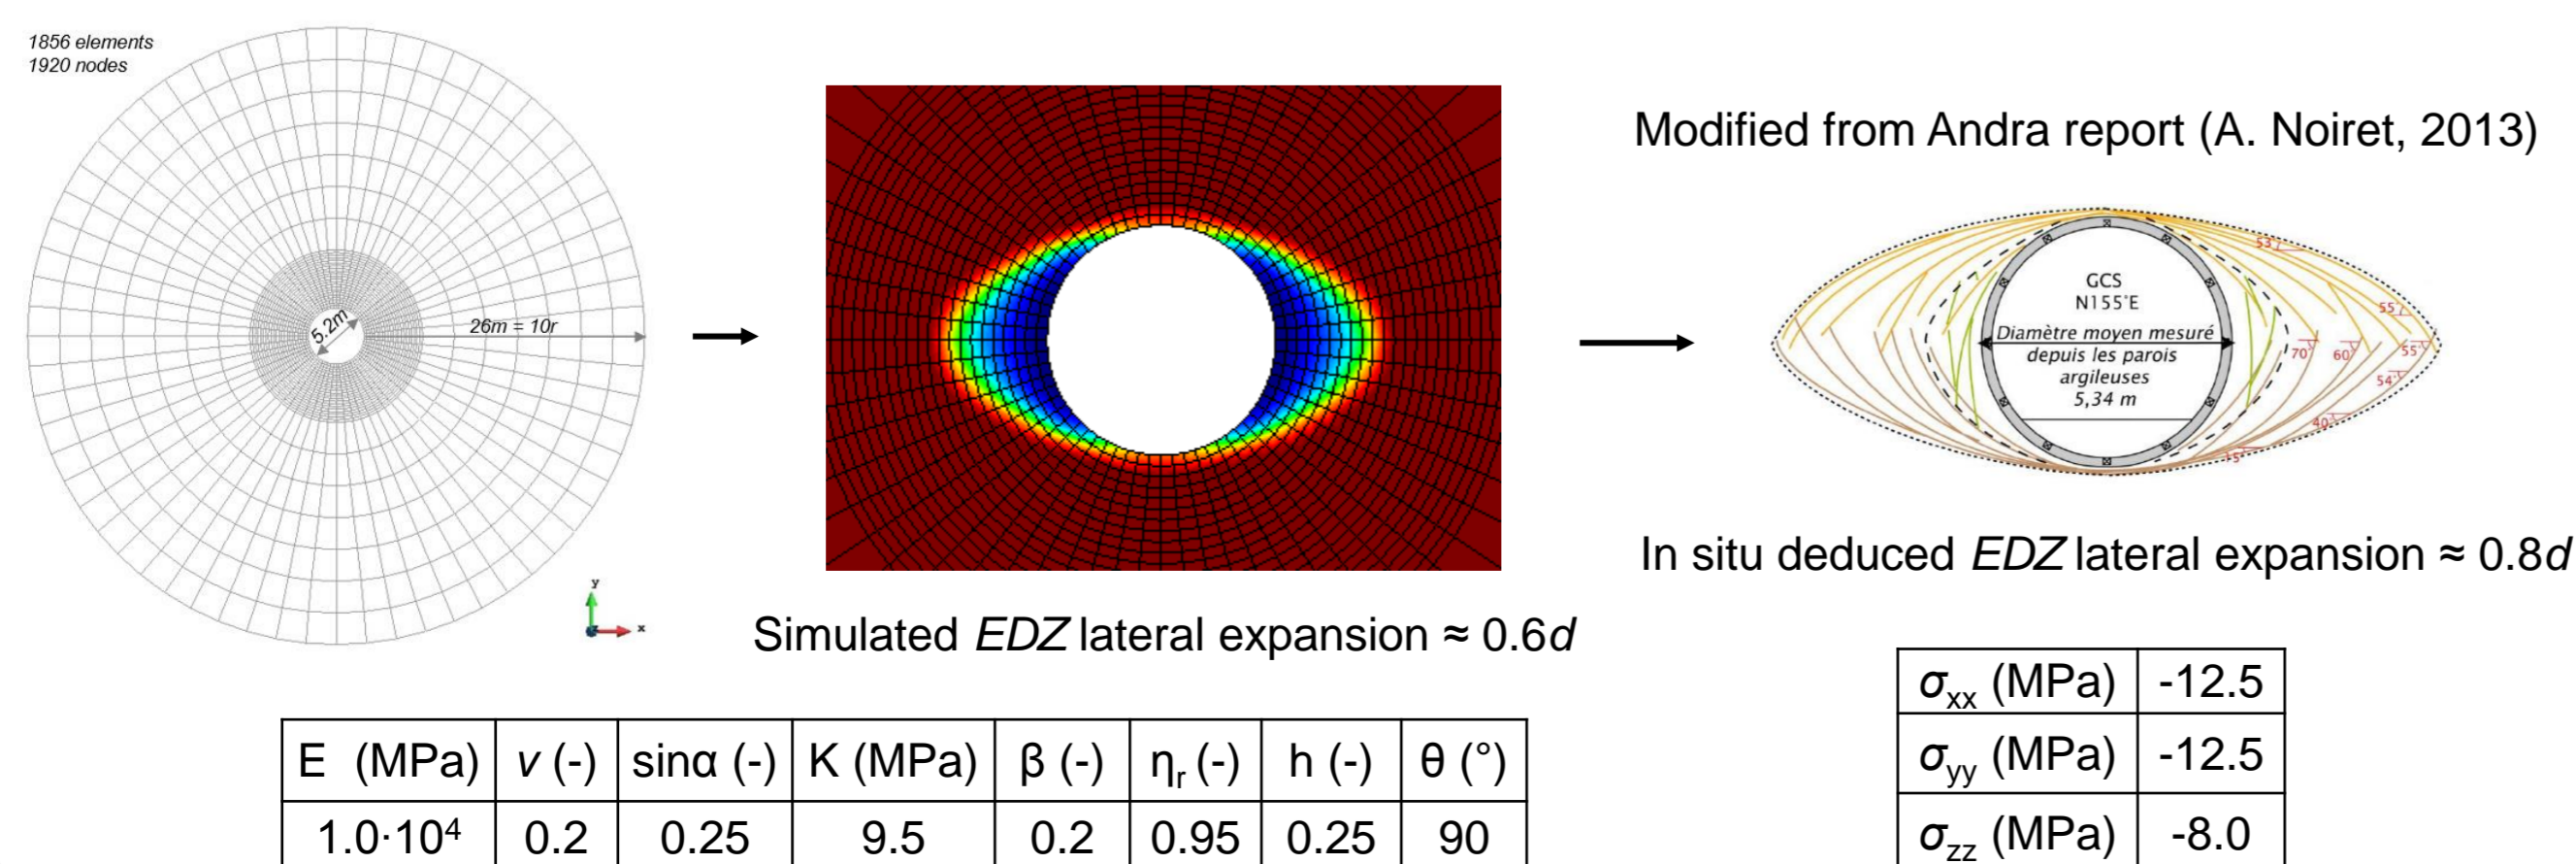 1856 elements
1920 nodes
5.2m
26m = 10r
y
x
Simulated EDZ lateral expansion ≈ 0.6d
Modified from Andra report (A. Noiret, 2013)
GCS
N155°E
Diamètre moyen mesuré
depuis les parois
argileuses
5,34 m
53
55
70
60
55
54
40
15
In situ deduced EDZ lateral expansion ≈ 0.8d
E (MPa) ν (-) sinα (-) K (MPa) β (-) ηr (-) h (-) θ (°)
1.0·10⁴ 0.2 0.25 9.5 0.2 0.95 0.25 90
σxx (MPa) -12.5
σyy (MPa) -12.5
σzz (MPa) -8.0